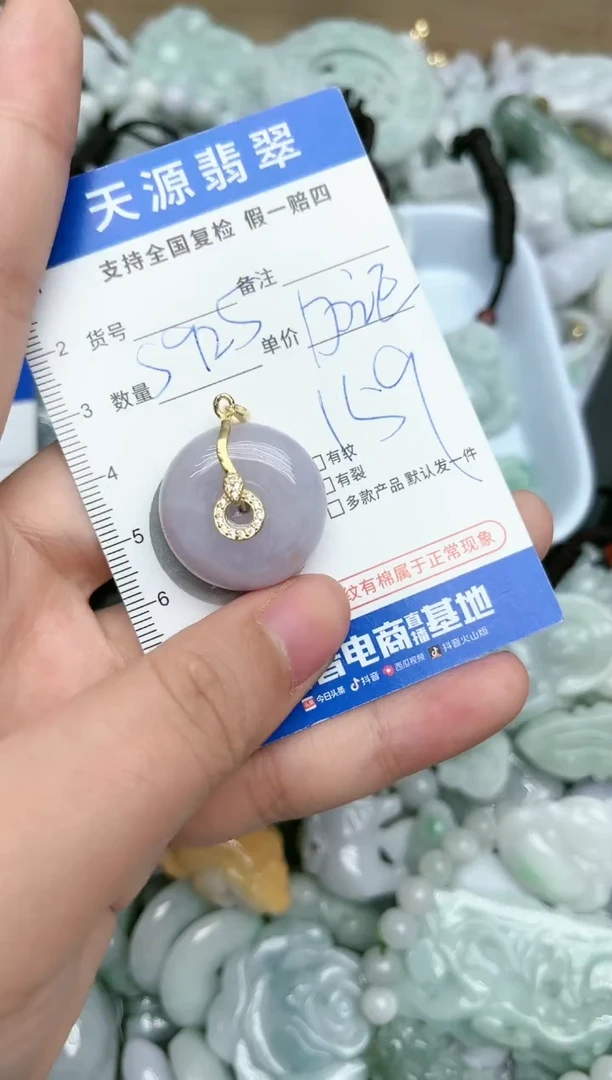 天源翡翠
支持全国复检 假一赔四
备注
货号
S925
单价
159
数量
有纹
有裂
多款产品 默认发一件
纹有棉属于正常现象
电商直播基地
今日头条 抖音 西瓜视频 抖音火山版
2
3
4
5
6